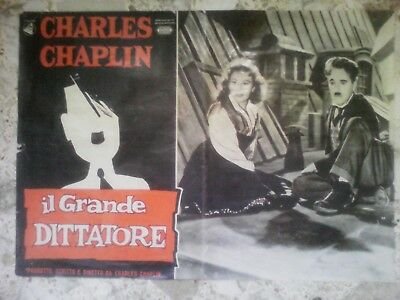 CHARLES
CHAPLIN
il Grande
DITTATORE
PRODOTTO, SCRITTO E DIRETTO DA CHARLES CHAPLIN